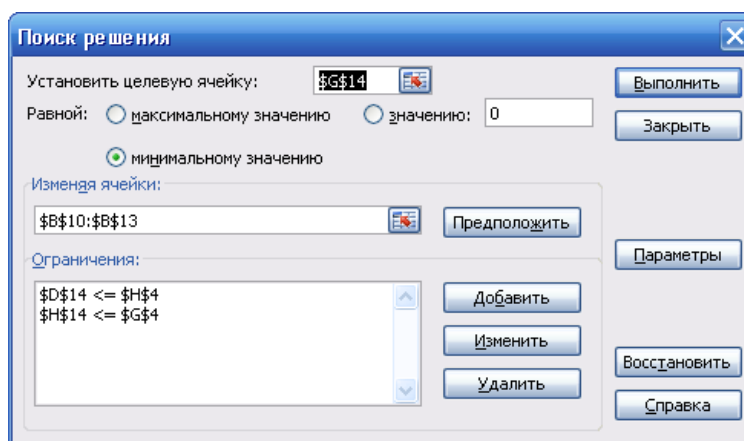 Поиск решения
Установить целевую ячейку: $G$14 Выполнить
Равной: максимальному значению значению: 0 Закрыть
минимальному значению
Изменяя ячейки:
$B$10:$B$13 Предположить
Ограничения: Параметры
$D$14 <= $H$4 Добавить
$H$14 <= $G$4
Изменить
Восстановить
Удалить
Справка